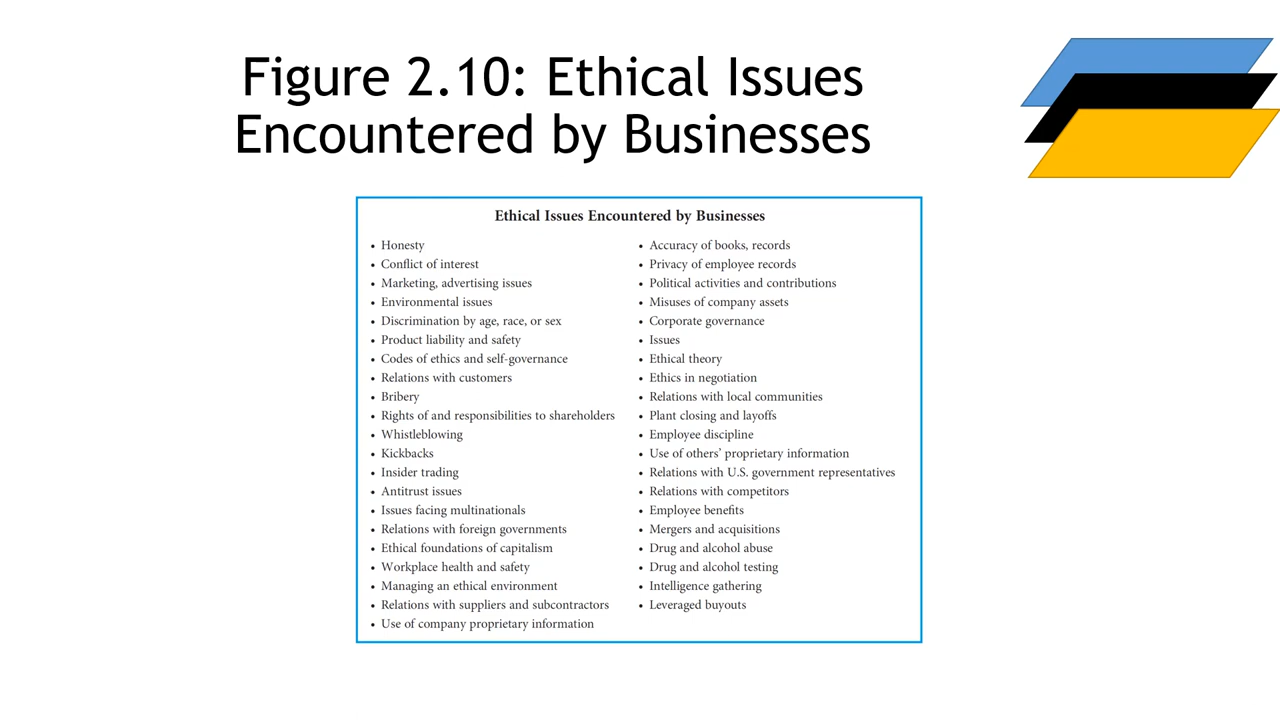 Figure 2.10: Ethical Issues
Encountered by Businesses
Ethical Issues Encountered by Businesses
• Honesty
• Conflict of interest
• Marketing, advertising issues
• Environmental issues
• Discrimination by age, race, or sex
• Product liability and safety
• Codes of ethics and self-governance
• Relations with customers
• Bribery
• Rights of and responsibilities to shareholders
• Whistleblowing
• Kickbacks
• Insider trading
• Antitrust issues
• Issues facing multinationals
• Relations with foreign governments
• Ethical foundations of capitalism
• Workplace health and safety
• Managing an ethical environment
• Relations with suppliers and subcontractors
• Use of company proprietary information
• Accuracy of books, records
• Privacy of employee records
• Political activities and contributions
• Misuses of company assets
• Corporate governance
• Issues
• Ethical theory
• Ethics in negotiation
• Relations with local communities
• Plant closing and layoffs
• Employee discipline
• Use of others’ proprietary information
• Relations with U.S. government representatives
• Relations with competitors
• Employee benefits
• Mergers and acquisitions
• Drug and alcohol abuse
• Drug and alcohol testing
• Intelligence gathering
• Leveraged buyouts